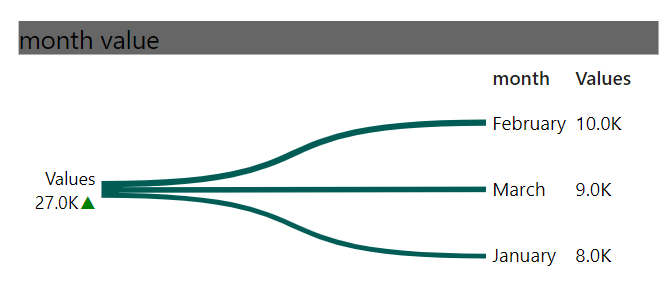 month value
month Values
February 10.0K
Values
27.0K▲
March 9.0K
January 8.0K